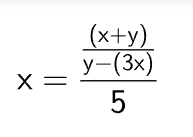 x = ((x+y)/(y−(3x)))/5